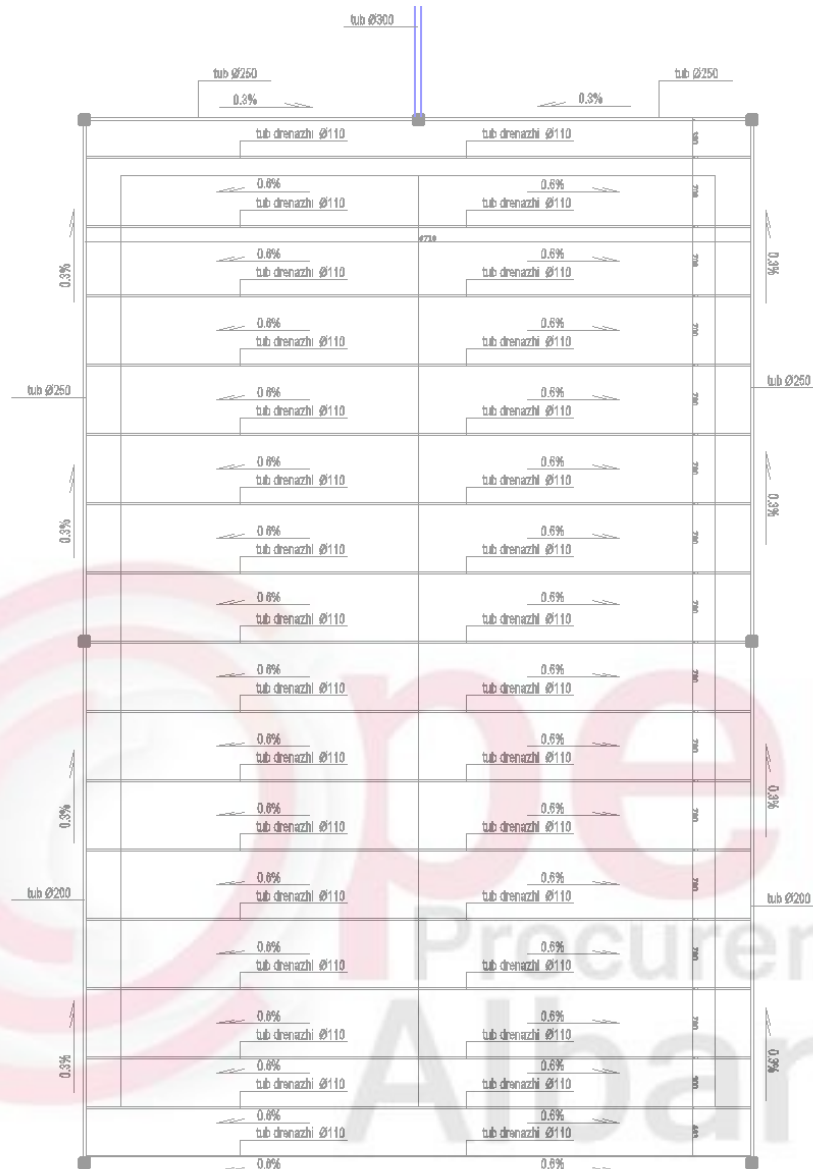 tub Ø300
tub Ø250 tub Ø250
0.3% 0.3%
tub drenazhi Ø110 tub drenazhi Ø110
0.6% 0.6%
tub drenazhi Ø110 tub drenazhi Ø110
0.3% 0.6% 0.6% 0.3%
tub drenazhi Ø110 tub drenazhi Ø110
0.6% 0.6%
tub drenazhi Ø110 tub drenazhi Ø110
tub Ø250 0.6% 0.6% tub Ø250
tub drenazhi Ø110 tub drenazhi Ø110
0.6% 0.6%
tub drenazhi Ø110 tub drenazhi Ø110
0.3% 0.6% 0.6% 0.3%
tub drenazhi Ø110 tub drenazhi Ø110
0.6% 0.6%
tub drenazhi Ø110 tub drenazhi Ø110
0.6% 0.6%
tub drenazhi Ø110 tub drenazhi Ø110
0.6% 0.6%
tub drenazhi Ø110 tub drenazhi Ø110
0.3% 0.6% 0.6% 0.3%
tub drenazhi Ø110 tub drenazhi Ø110
tub Ø200 0.6% 0.6% tub Ø200
tub drenazhi Ø110 tub drenazhi Ø110
0.6% 0.6%
tub drenazhi Ø110 tub drenazhi Ø110
0.6% 0.6%
tub drenazhi Ø110 tub drenazhi Ø110
0.3% 0.6% 0.6% 0.3%
tub drenazhi Ø110 tub drenazhi Ø110
0.6% 0.6%
tub drenazhi Ø110 tub drenazhi Ø110
0.6% 0.6%
pe
Procurem
Alban